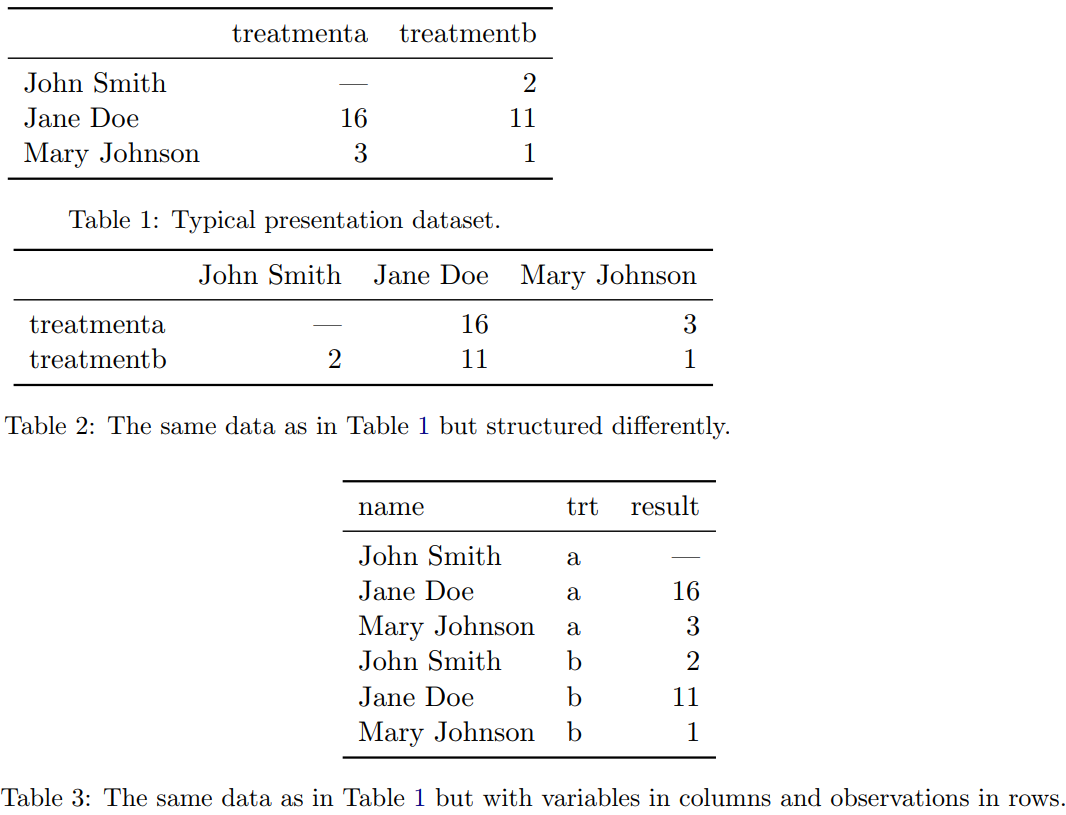 treatmenta treatmentb
John Smith — 2
Jane Doe 16 11
Mary Johnson 3 1
Table 1: Typical presentation dataset.
John Smith Jane Doe Mary Johnson
treatmenta — 16 3
treatmentb 2 11 1
Table 2: The same data as in Table 1 but structured differently.
name trt result
John Smith a —
Jane Doe a 16
Mary Johnson a 3
John Smith b 2
Jane Doe b 11
Mary Johnson b 1
Table 3: The same data as in Table 1 but with variables in columns and observations in rows.